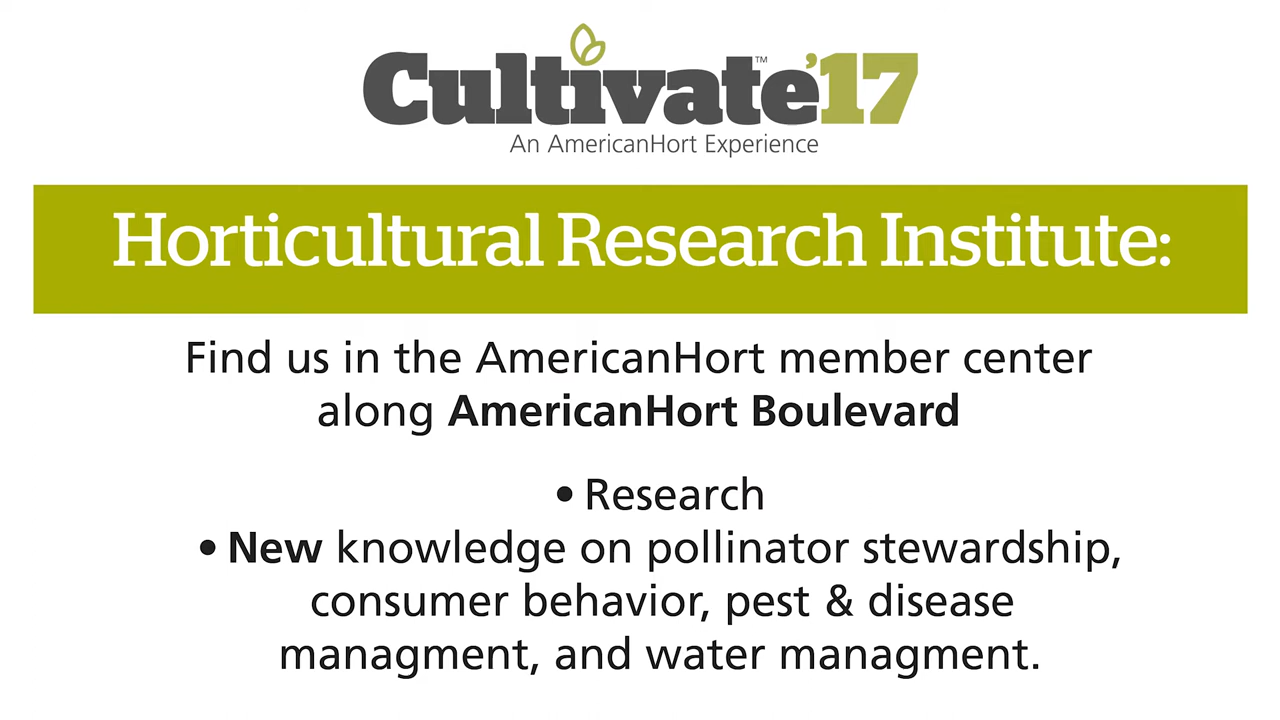 Cultivate™'17
An AmericanHort Experience
Horticultural Research Institute:
Find us in the AmericanHort member center
along AmericanHort Boulevard
• Research
• New knowledge on pollinator stewardship,
consumer behavior, pest & disease
managment, and water managment.